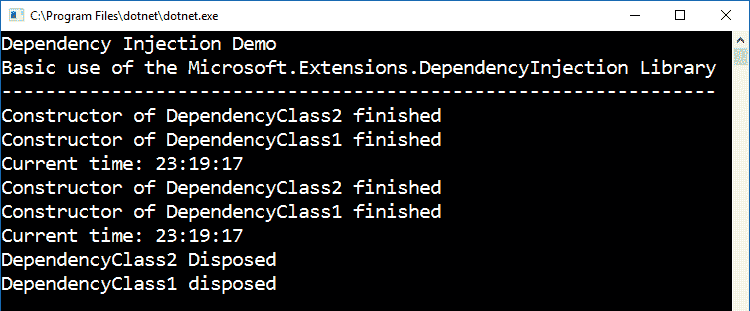 C:\Program Files\dotnet\dotnet.exe
Dependency Injection Demo
Basic use of the Microsoft.Extensions.DependencyInjection Library
-----------------------------------------------------------------
Constructor of DependencyClass2 finished
Constructor of DependencyClass1 finished
Current time: 23:19:17
Constructor of DependencyClass2 finished
Constructor of DependencyClass1 finished
Current time: 23:19:17
DependencyClass2 Disposed
DependencyClass1 disposed